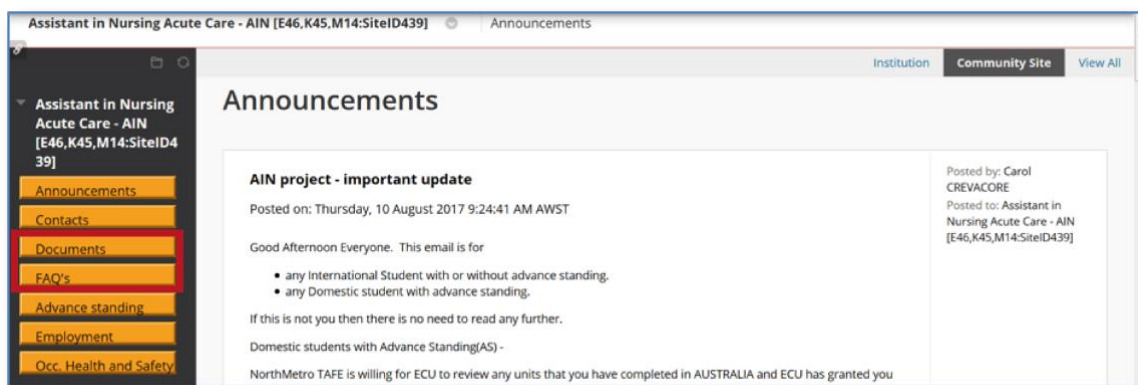 Assistant in Nursing Acute Care - AIN [E46,K45,M14:SiteID439]
Announcements
Institution
Community Site
View All
Assistant in Nursing
Acute Care - AIN
[E46,K45,M14:SiteID4
39]
Announcements
Contacts
Documents
FAQ's
Advance standing
Employment
Occ. Health and Safety
Announcements
AIN project - important update
Posted on: Thursday, 10 August 2017 9:24:41 AM AWST
Good Afternoon Everyone. This email is for
• any International Student with or without advance standing.
• any Domestic student with advance standing.
If this is not you then there is no need to read any further.
Domestic students with Advance Standing(AS) -
NorthMetro TAFE is willing for ECU to review any units that you have completed in AUSTRALIA and ECU has granted you
Posted by: Carol
CREVACORE
Posted to: Assistant in
Nursing Acute Care - AIN
[E46,K45,M14:SiteID439]